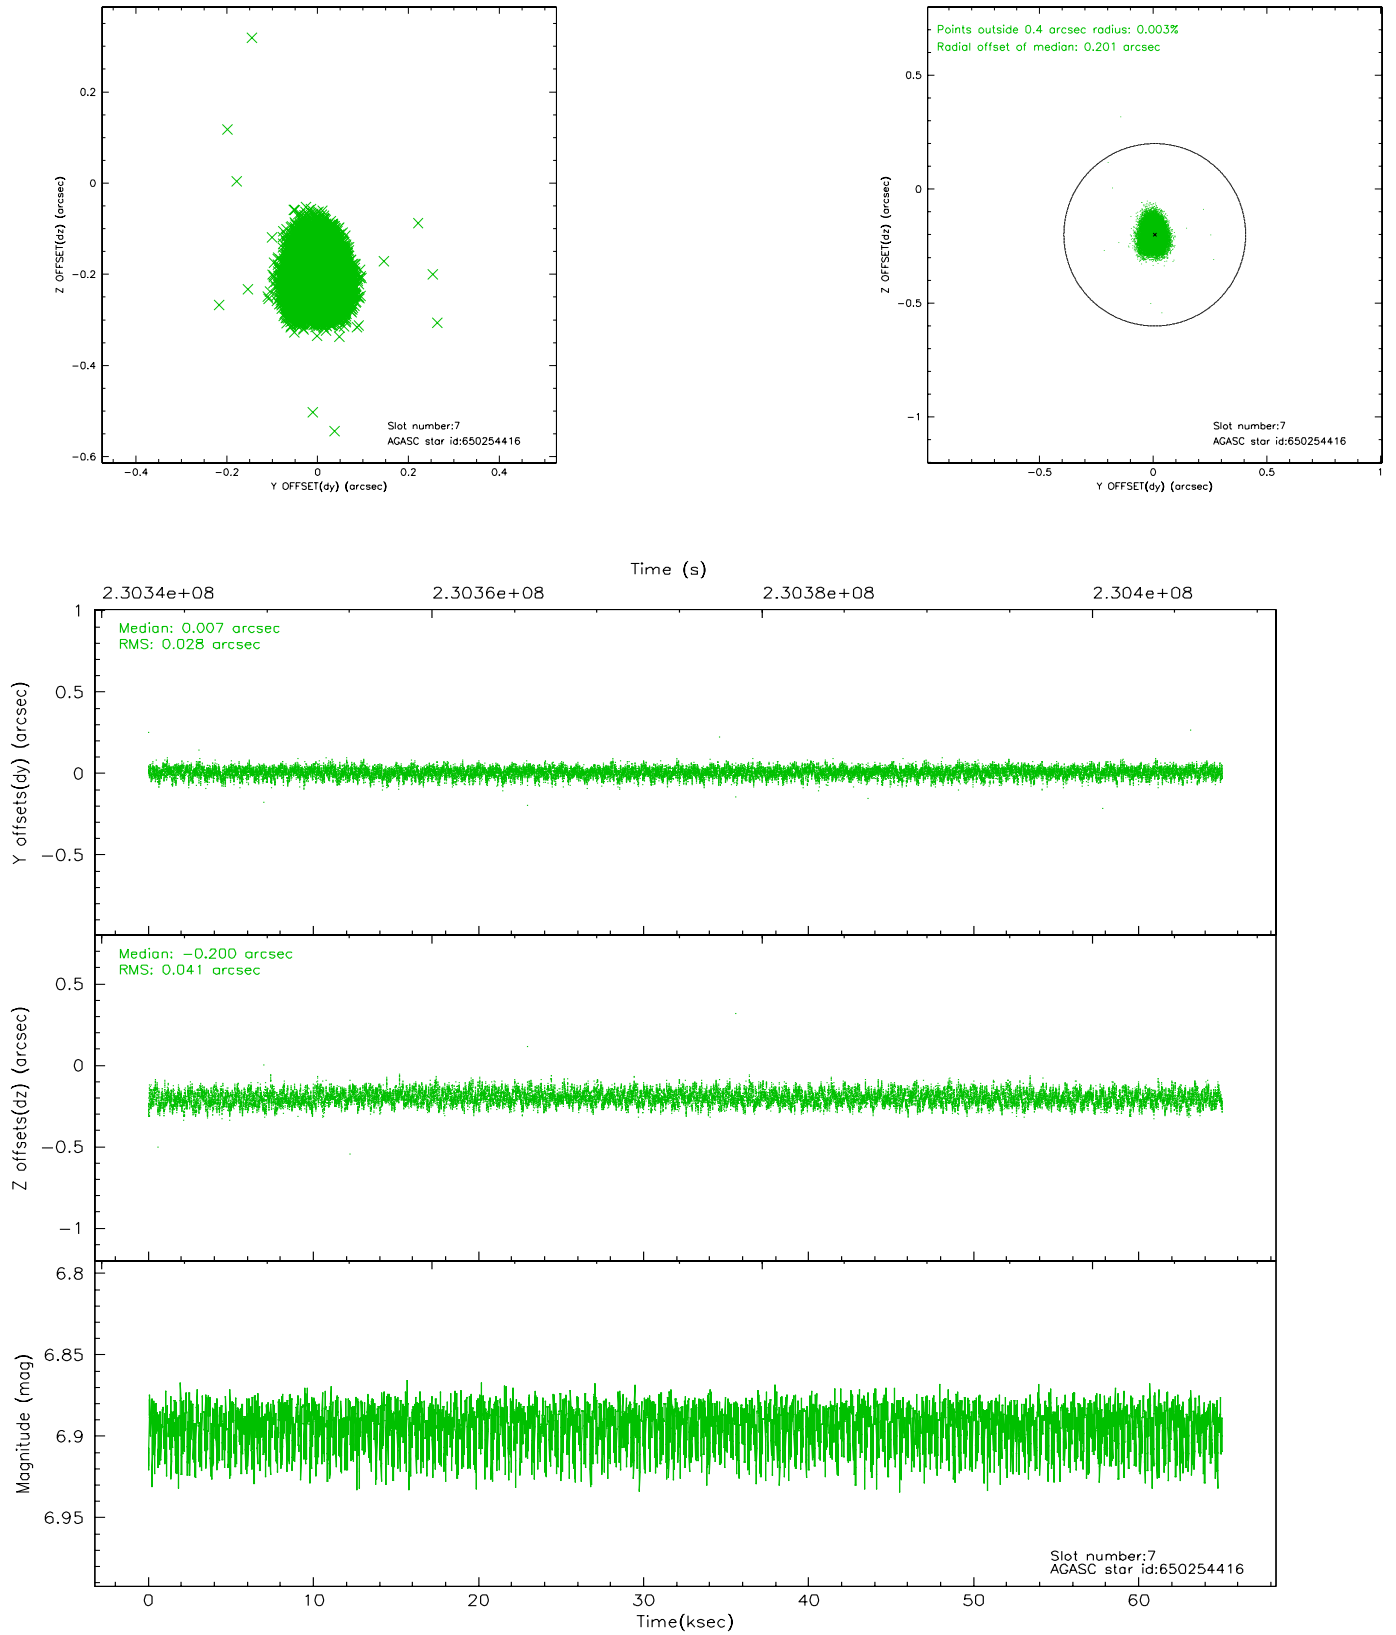 0.2
0
−0.2
−0.4
−0.6
Z OFFSET(dz) (arcsec)
Slot number:7
AGASC star id:650254416
−0.4
−0.2
0
0.2
0.4
Y OFFSET(dy) (arcsec)
Points outside 0.4 arcsec radius: 0.003%
Radial offset of median: 0.201 arcsec
0.5
0
−0.5
−1
Z OFFSET(dz) (arcsec)
Slot number:7
AGASC star id:650254416
−0.5
0
0.5
1
Y OFFSET(dy) (arcsec)
Time (s)
2.3034e+08
2.3036e+08
2.3038e+08
2.304e+08
Median: 0.007 arcsec
RMS: 0.028 arcsec
1
0.5
0
−0.5
Y offsets(dy) (arcsec)
Median: −0.200 arcsec
RMS: 0.041 arcsec
0.5
0
−0.5
−1
Z offsets(dz) (arcsec)
6.8
6.85
6.9
6.95
Magnitude (mag)
Slot number:7
AGASC star id:650254416
0
10
20
30
40
50
60
Time(ksec)